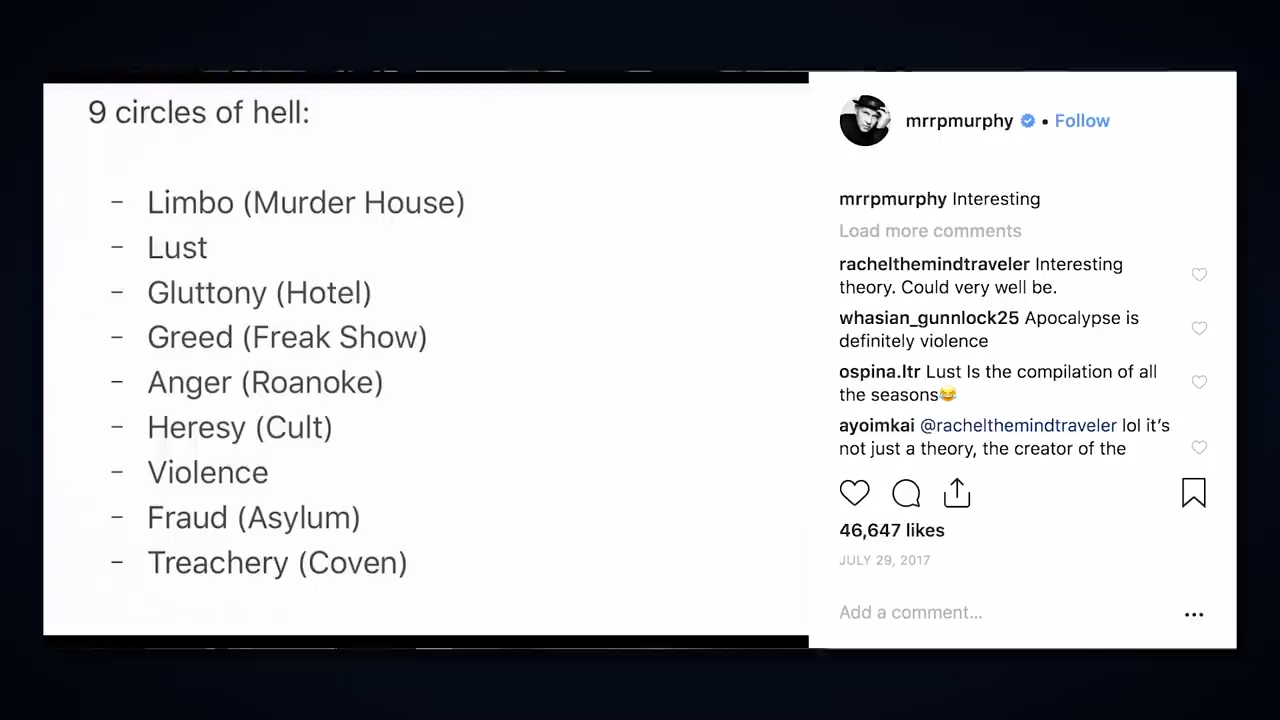 9 circles of hell:
- Limbo (Murder House)
- Lust
- Gluttony (Hotel)
- Greed (Freak Show)
- Anger (Roanoke)
- Heresy (Cult)
- Violence
- Fraud (Asylum)
- Treachery (Coven)
mrrpmurphy • Follow
mrrpmurphy Interesting
Load more comments
rachelthemindtraveler Interesting
theory. Could very well be.
whasian_gunnlock25 Apocalypse is
definitely violence
ospina.ltr Lust Is the compilation of all
the seasons😂
ayoimkai @rachelthemindtraveler lol it’s
not just a theory, the creator of the
46,647 likes
JULY 29, 2017
Add a comment...